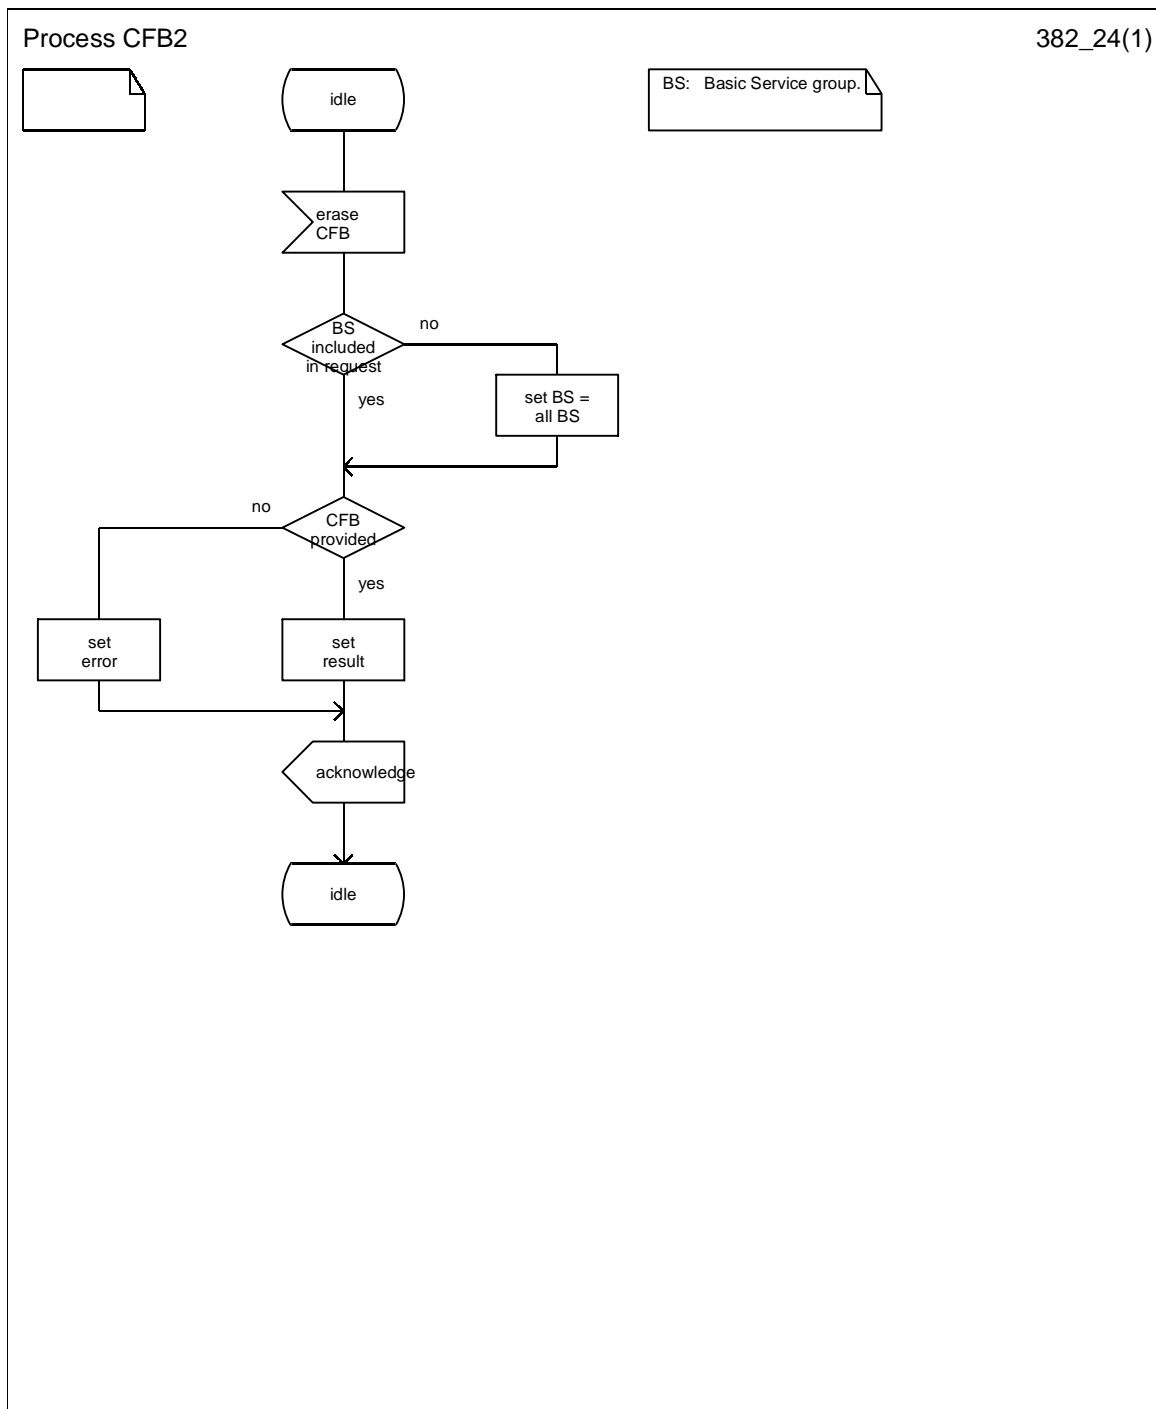 Process CFB2
382_24(1)
idle
BS: Basic Service group.
erase
CFB
BS
included
in request
no
yes
set BS =
all BS
no
CFB
provided
yes
set
error
set
result
acknowledge
idle